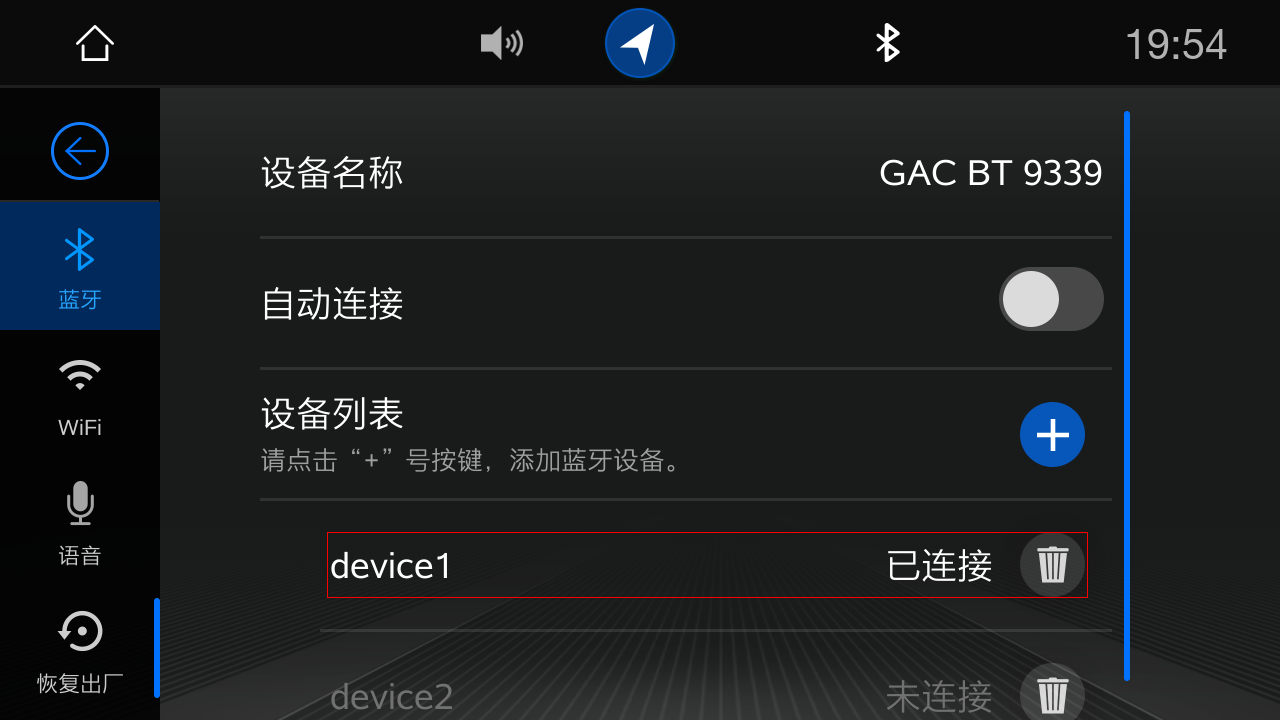 19:54
设备名称 GAC BT 9339
蓝牙
自动连接
WiFi
设备列表
请点击“+”号按键，添加蓝牙设备。
语音
device1 已连接
恢复出厂
device2 未连接